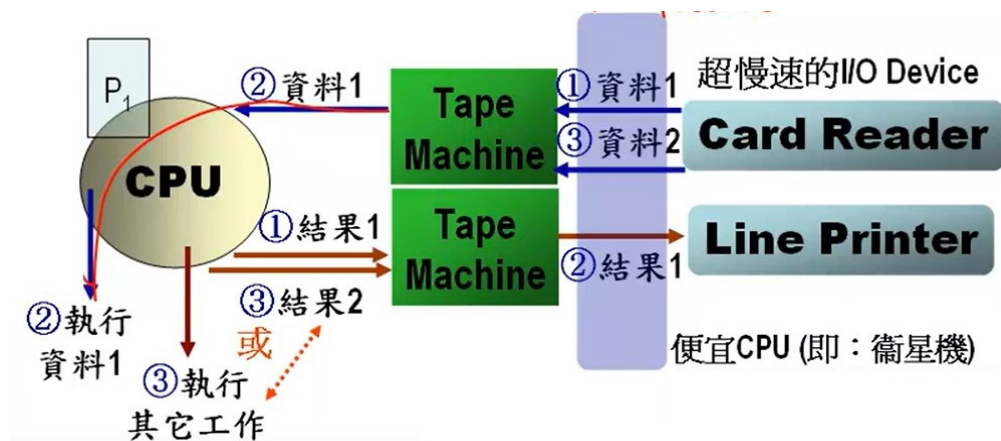 P1
②資料1
Tape
Machine
①資料1
③資料2
超慢速的I/O Device
Card Reader
CPU
①結果1
③結果2
或
Tape
Machine
②結果1
Line Printer
②執行
資料1
③執行
其它工作
便宜CPU (即：衞星機)